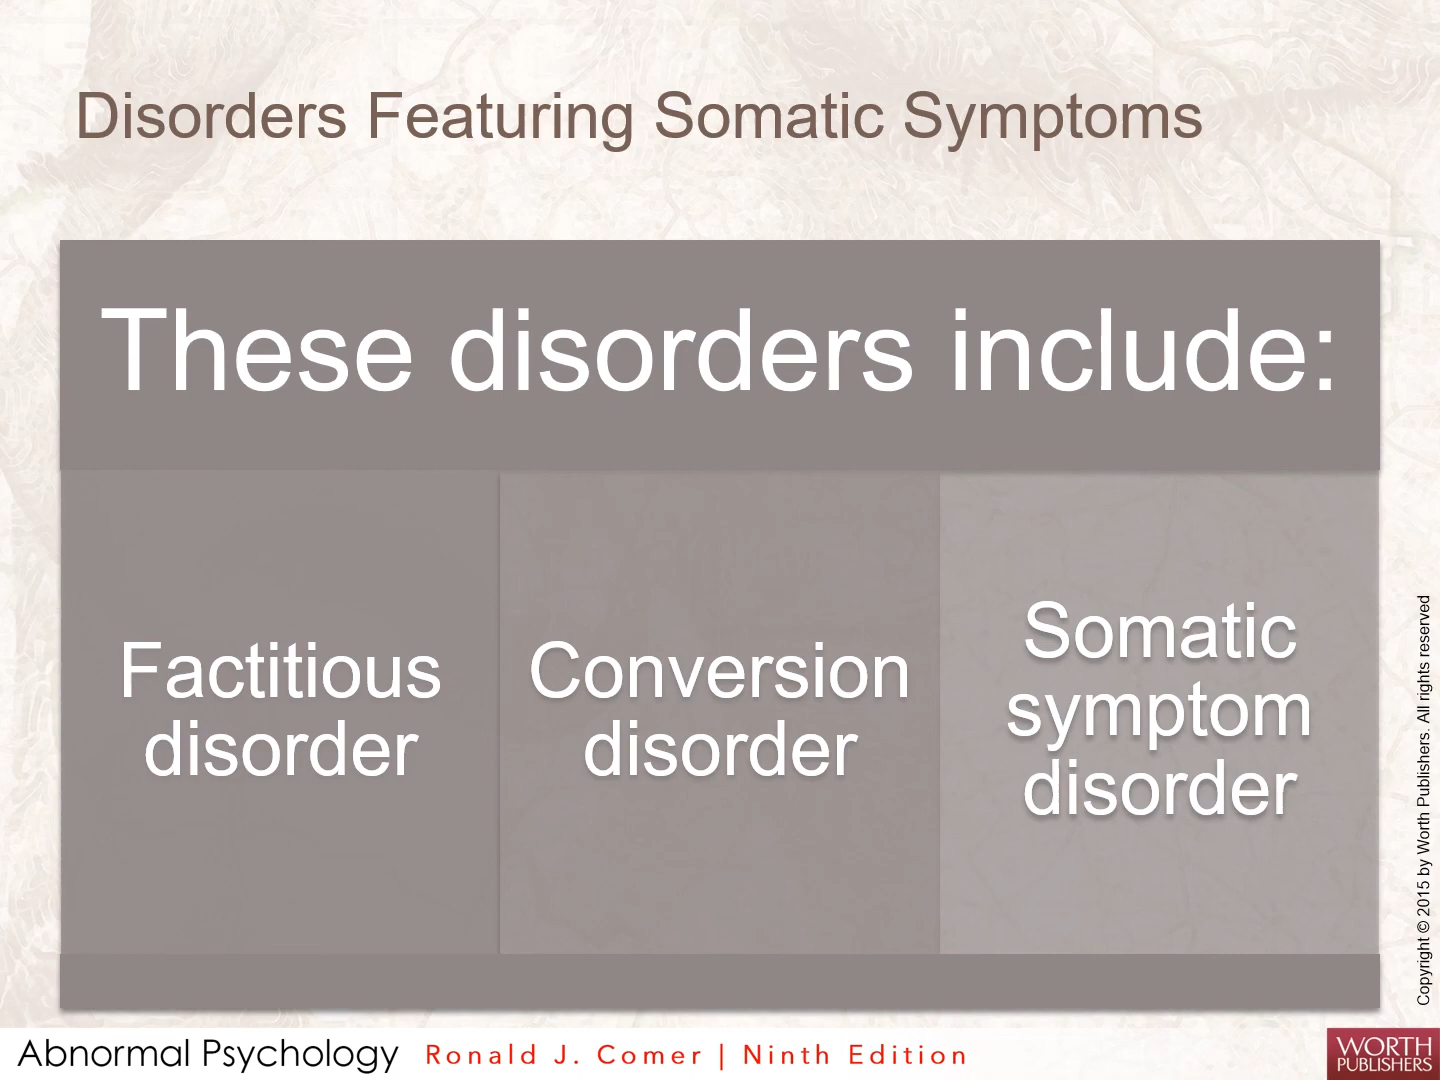 Disorders Featuring Somatic Symptoms
These disorders include:
Factitious
disorder
Conversion
disorder
Somatic
symptom
disorder
Copyright © 2015 by Worth Publishers. All rights reserved
Abnormal Psychology Ronald J. Comer | Ninth Edition
WORTH
PUBLISHERS